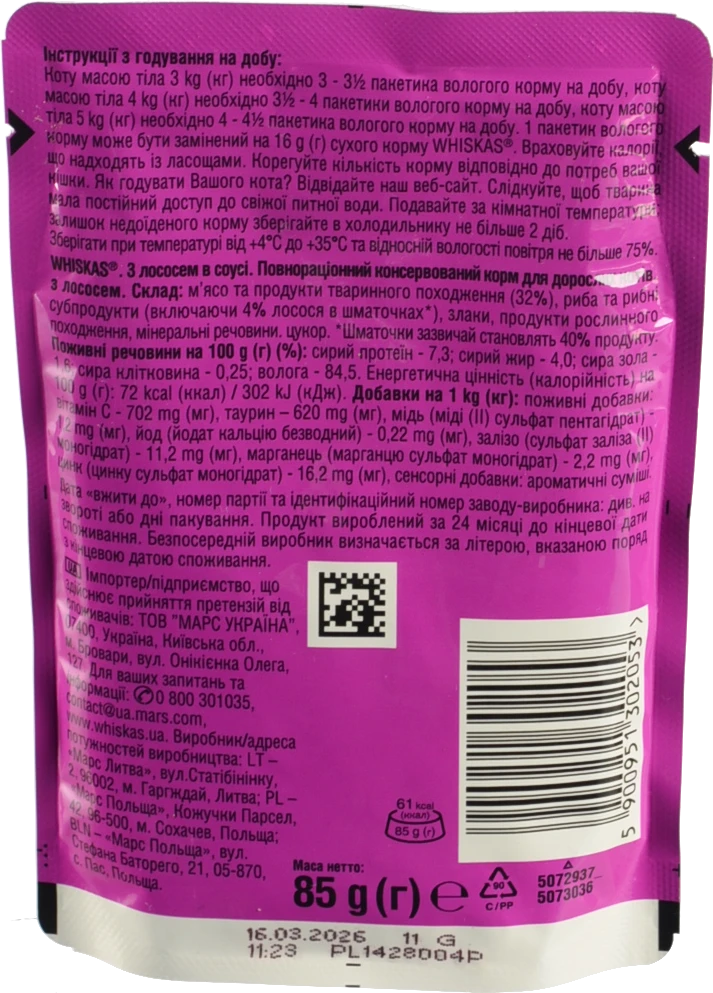 Інструкції з годування на добу:
Коту масою тіла 3 kg (кг) необхідно 3 - 3½ пакетика вологого корму на добу, коту
масою тіла 4 kg (кг) необхідно 3½ - 4 пакетики вологого корму на добу, коту масою
тіла 5 kg (кг) необхідно 4 - 4½ пакетика вологого корму на добу. 1 пакетик вологого
корму може бути замінений на 16 g (г) сухого корму WHISKAS®. Враховуйте калорії,
що надходять із ласощами. Корегуйте кількість корму відповідно до потреб вашої
кішки. Як годувати Вашого кота? Відвідайте наш веб-сайт. Слідкуйте, щоб тварина
мала постійний доступ до свіжої питної води. Подавайте за кімнатної температури;
залишок недоїденого корму зберігайте в холодильнику не більше 2 діб.
Зберігати при температурі від +4°C до +35°C та відносній вологості повітря не більше 75%.
WHISKAS®. З лососем в соусі. Повнораціонний консервований корм для дорослих котів
з лососем. Склад: м'ясо та продукти тваринного походження (32%), риба та рибні
субпродукти (включаючи 4% лосося в шматочках*), злаки, продукти рослинного
походження, мінеральні речовини. цукор. *Шматочки зазвичай становлять 40% продукту.
Поживні речовини на 100 g (г) (%): сирий протеїн - 7,3; сирий жир - 4,0; сира зола -
1,6; сира клітковина - 0,25; волога - 84,5. Енергетична цінність (калорійність) на
100 g (г): 72 kcal (ккал) / 302 kJ (кДж). Добавки на 1 kg (кг): поживні добавки:
вітамін С - 702 mg (мг), таурин – 620 mg (мг), мідь (міді (II) сульфат пентагідрат) -
mg (мг), йод (йодат кальцію безводний) - 0,22 mg (мг), залізо (сульфат заліза (II)
моногідрат) - 11,2 mg (мг), марганець (марганцю сульфат моногідрат) - 2,2 mg (мг),
цинк (цинку сульфат моногідрат) - 16,2 mg (мг), сенсорні добавки: ароматичні суміші.
Дата «вжити до», номер партії та ідентифікаційний номер заводу-виробника: див. на
звороті або дні пакування. Продукт вироблений за 24 місяці до кінцевої дати
споживання. Безпосередній виробник визначається за літерою, вказаною поряд
з кінцевою датою споживання.
UA Імпортер/підприємство, що
здійснює прийняття претензій від
споживачів: ТОВ "МАРС УКРАЇНА",
07400, Україна, Київська обл.,
м. Бровари, вул. Онікієнка Олега,
127. Для ваших запитань та
інформації: 0 800 301035,
contact@ua.mars.com,
www.whiskas.ua. Виробник/адреса
потужностей виробництва: LT –
«Марс Литва», вул.Статібінінку,
2, 96002, м. Гаргждай, Литва; PL –
«Марс Польща», Кожучки Парсел,
42, 96-500, м. Сохачев, Польща;
BLN – «Марс Польща», вул.
Стефана Баторего, 21, 05-870,
с. Пас, Польща.
61 kcal
(ккал)
85 g (г)
5 900951 302053 >
Маса нетто:
85 g (г) ℮
90
C/PP
5072937
5073036
16.03.2026 11 G
11:23 PL1428004P